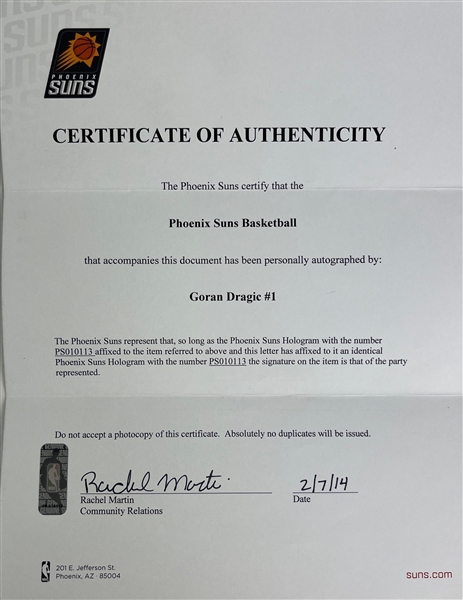 SUNS
PHOENIX
SUNS
CERTIFICATE OF AUTHENTICITY
The Phoenix Suns certify that the
Phoenix Suns Basketball
that accompanies this document has been personally autographed by:
Goran Dragic #1
The Phoenix Suns represent that, so long as the Phoenix Suns Hologram with the number
PS010113 affixed to the item referred to above and this letter has affixed to it an identical
Phoenix Suns Hologram with the number PS010113 the signature on the item is that of the party
represented.
Do not accept a photocopy of this certificate. Absolutely no duplicates will be issued.
Rachel Martin 2/7/14
Rachel Martin Date
Community Relations
201 E. Jefferson St.
Phoenix, AZ · 85004
suns.com